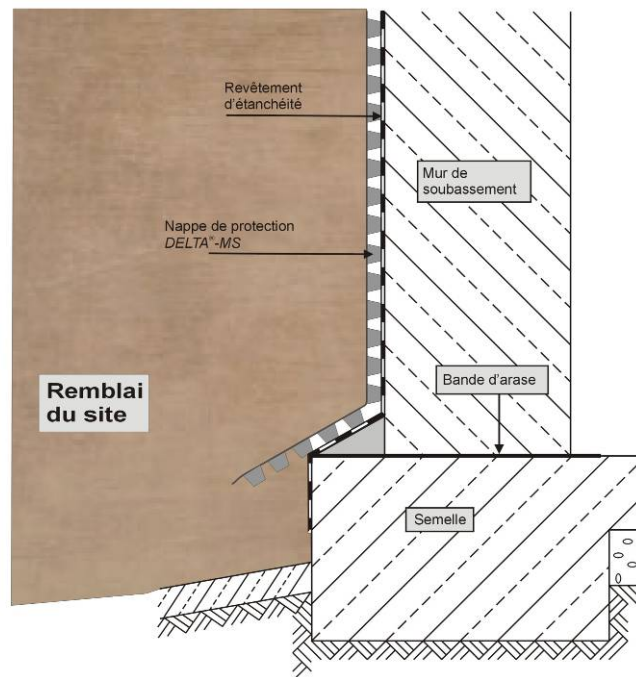 Revêtement
d'étanchéité
Mur de
soubassement
Nappe de protection
DELTA®-MS
Remblai
du site
Bande d'arase
Semelle